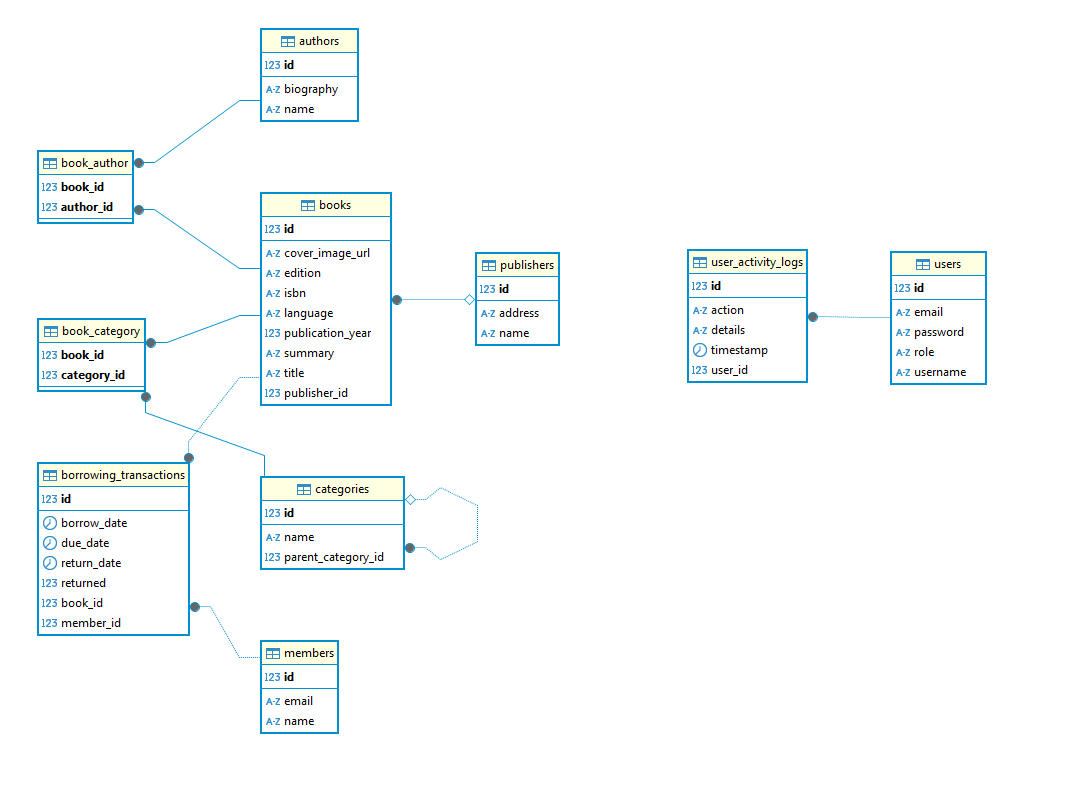 authors
123 id
A-Z biography
A-Z name
book_author
123 book_id
123 author_id
books
123 id
A-Z cover_image_url
A-Z edition
A-Z isbn
A-Z language
123 publication_year
A-Z summary
A-Z title
123 publisher_id
publishers
123 id
A-Z address
A-Z name
user_activity_logs
123 id
A-Z action
A-Z details
timestamp
123 user_id
users
123 id
A-Z email
A-Z password
A-Z role
A-Z username
book_category
123 book_id
123 category_id
borrowing_transactions
123 id
borrow_date
due_date
return_date
123 returned
123 book_id
123 member_id
categories
123 id
A-Z name
123 parent_category_id
members
123 id
A-Z email
A-Z name